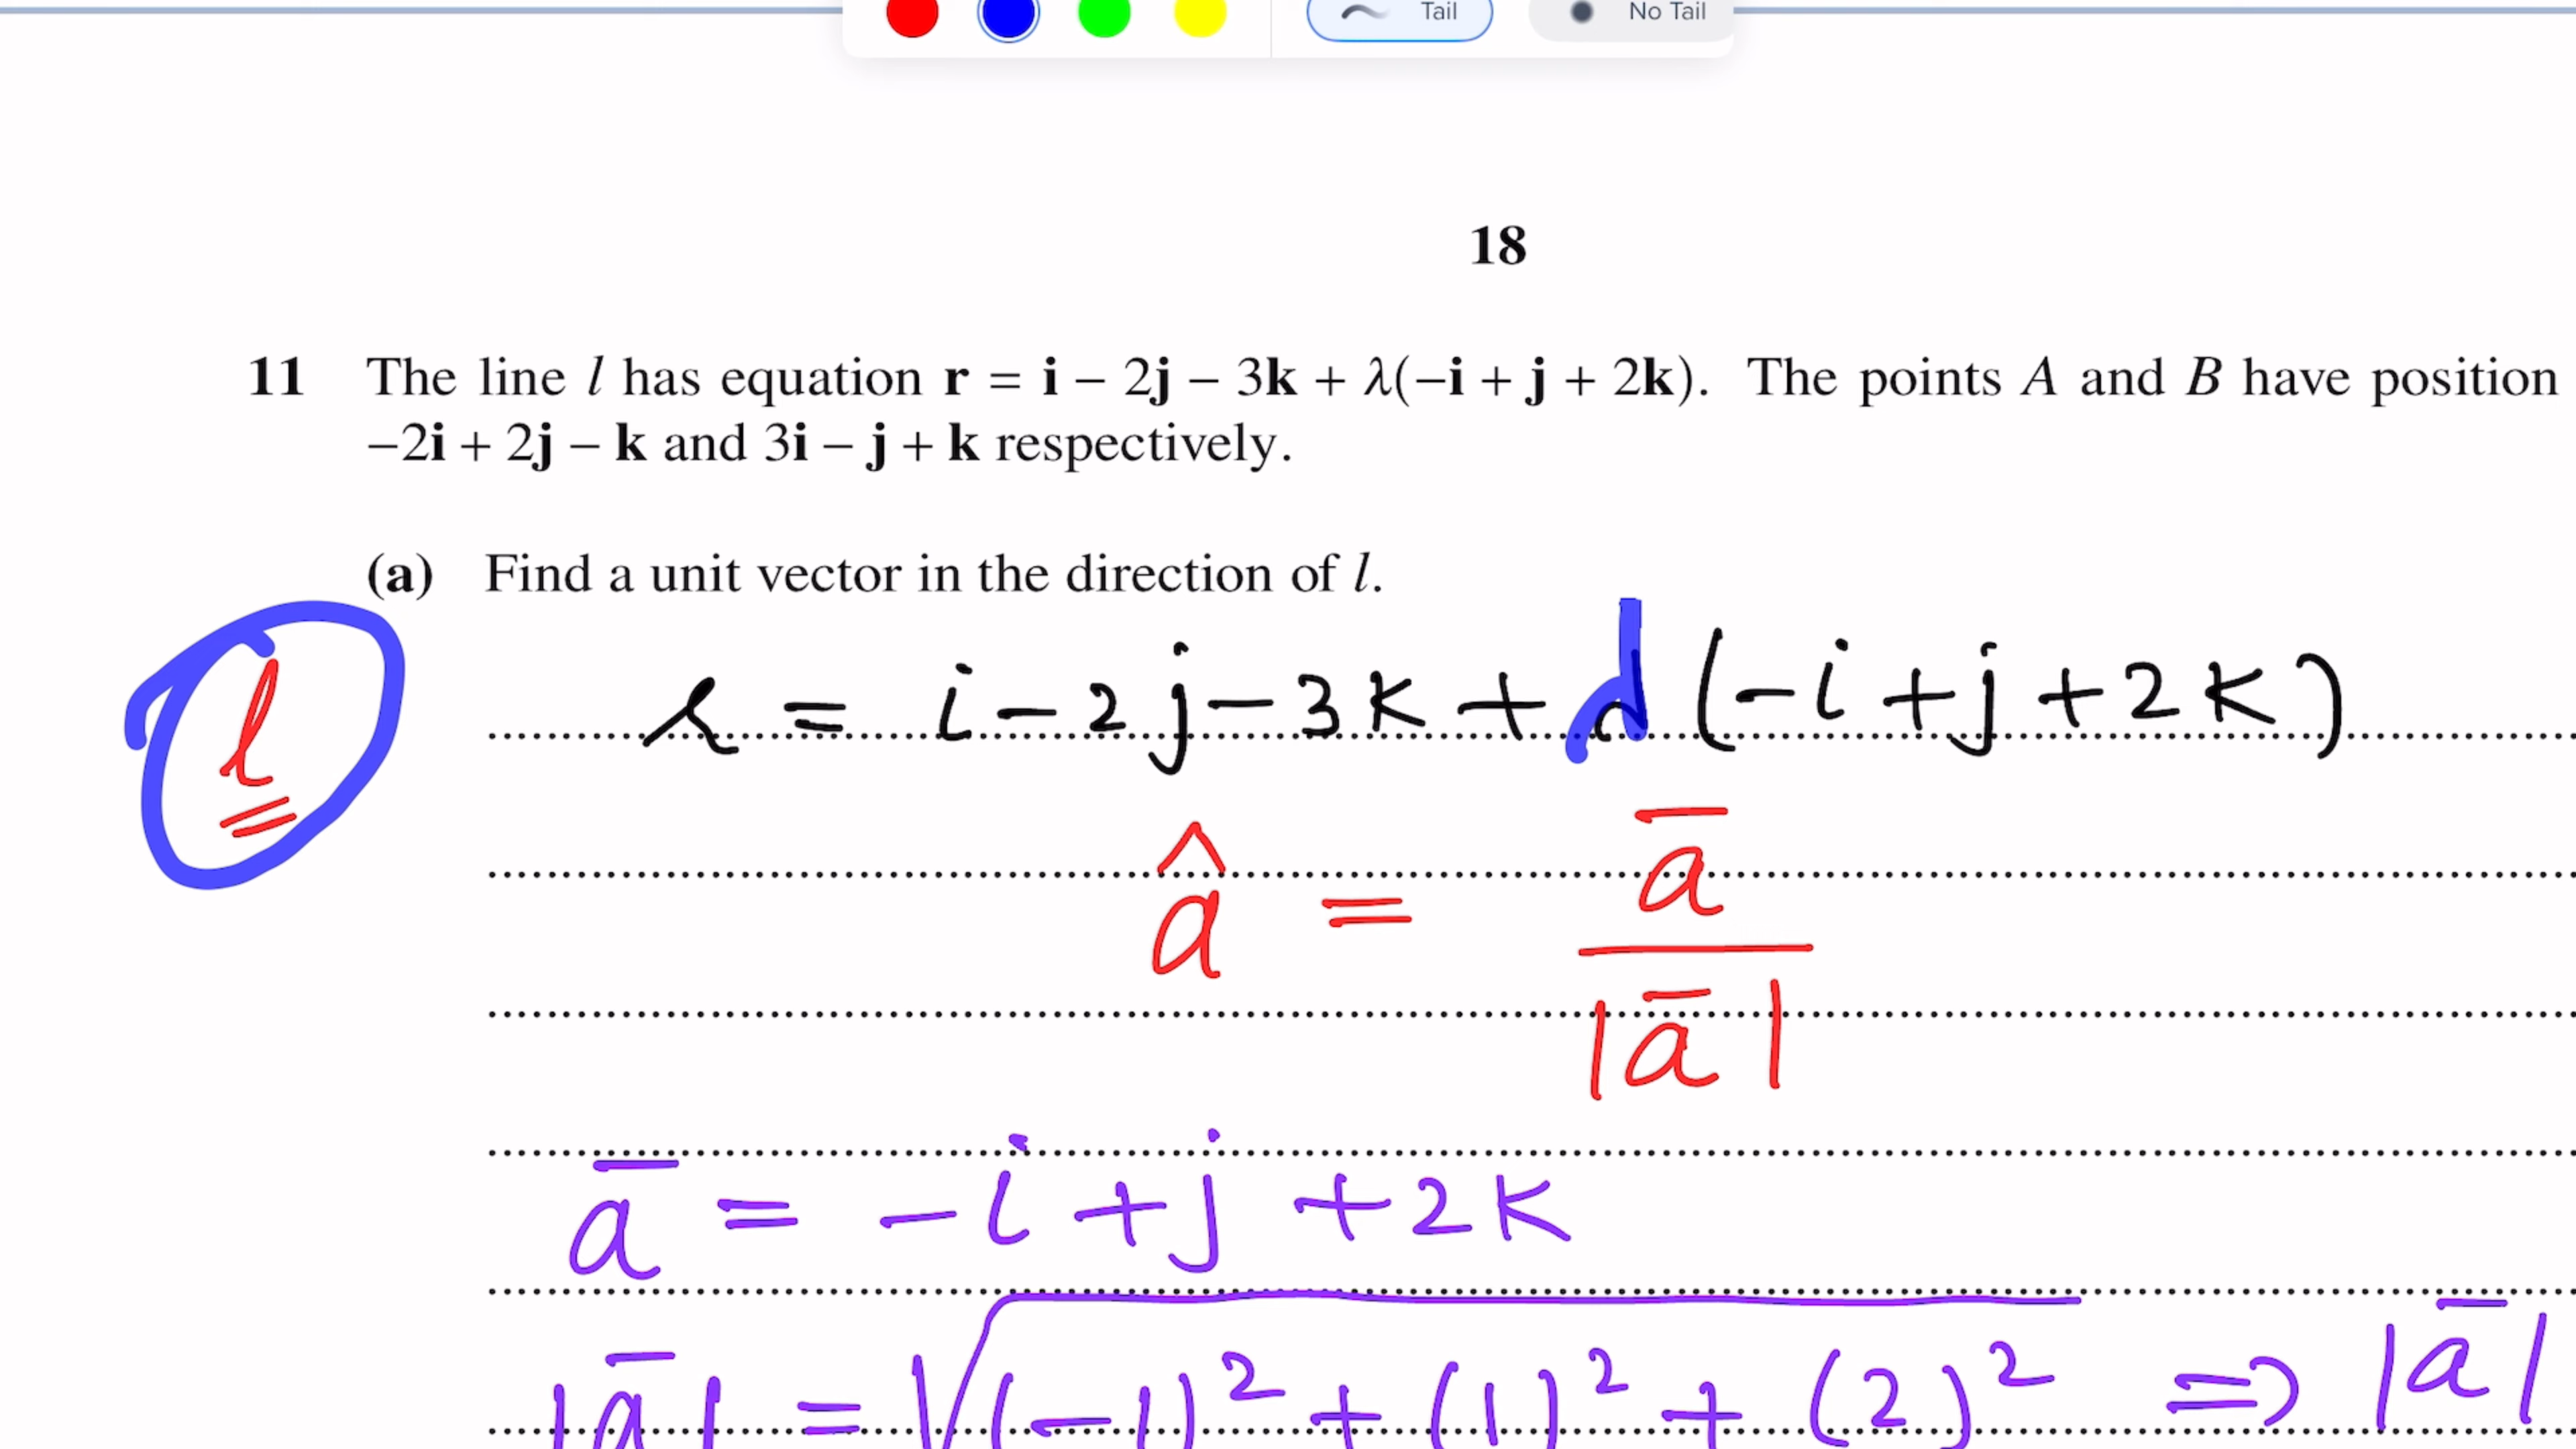 Tail No Tail
18
11 The line l has equation r = i − 2j − 3k + λ(−i + j + 2k). The points A and B have position
−2i + 2j − k and 3i − j + k respectively.
(a) Find a unit vector in the direction of l.
l
r = i − 2j − 3k + λ(−i + j + 2k)
â = a̅ / |a̅|
a̅ = −i + j + 2k
|a̅| = √((−1)² + (1)² + (2)²) ⇒ |a̅|